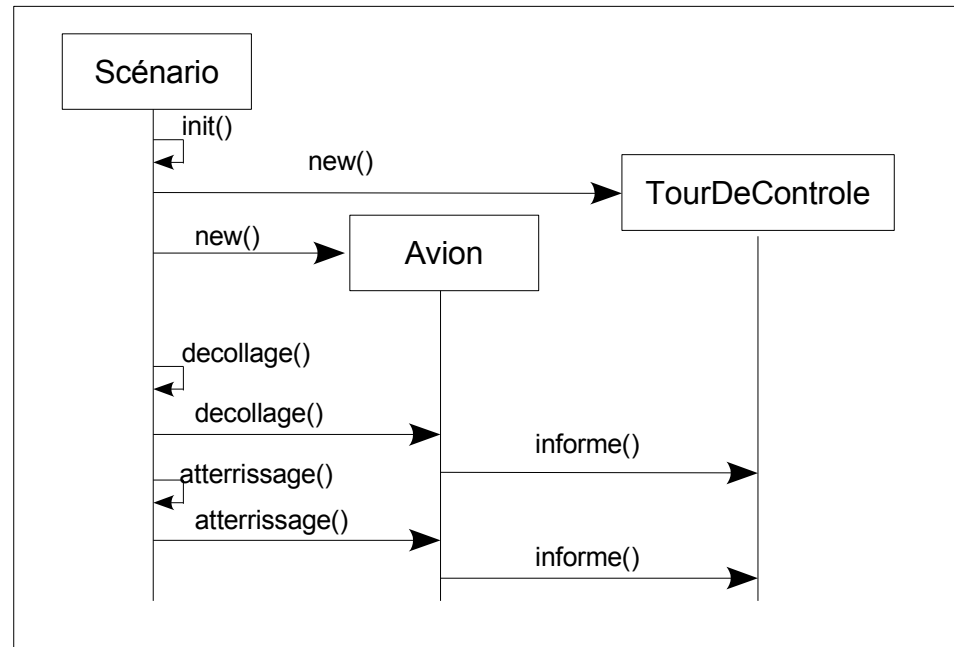 Scénario
init()
new()
TourDeControle
new()
Avion
decollage()
decollage()
informe()
atterrissage()
atterrissage()
informe()